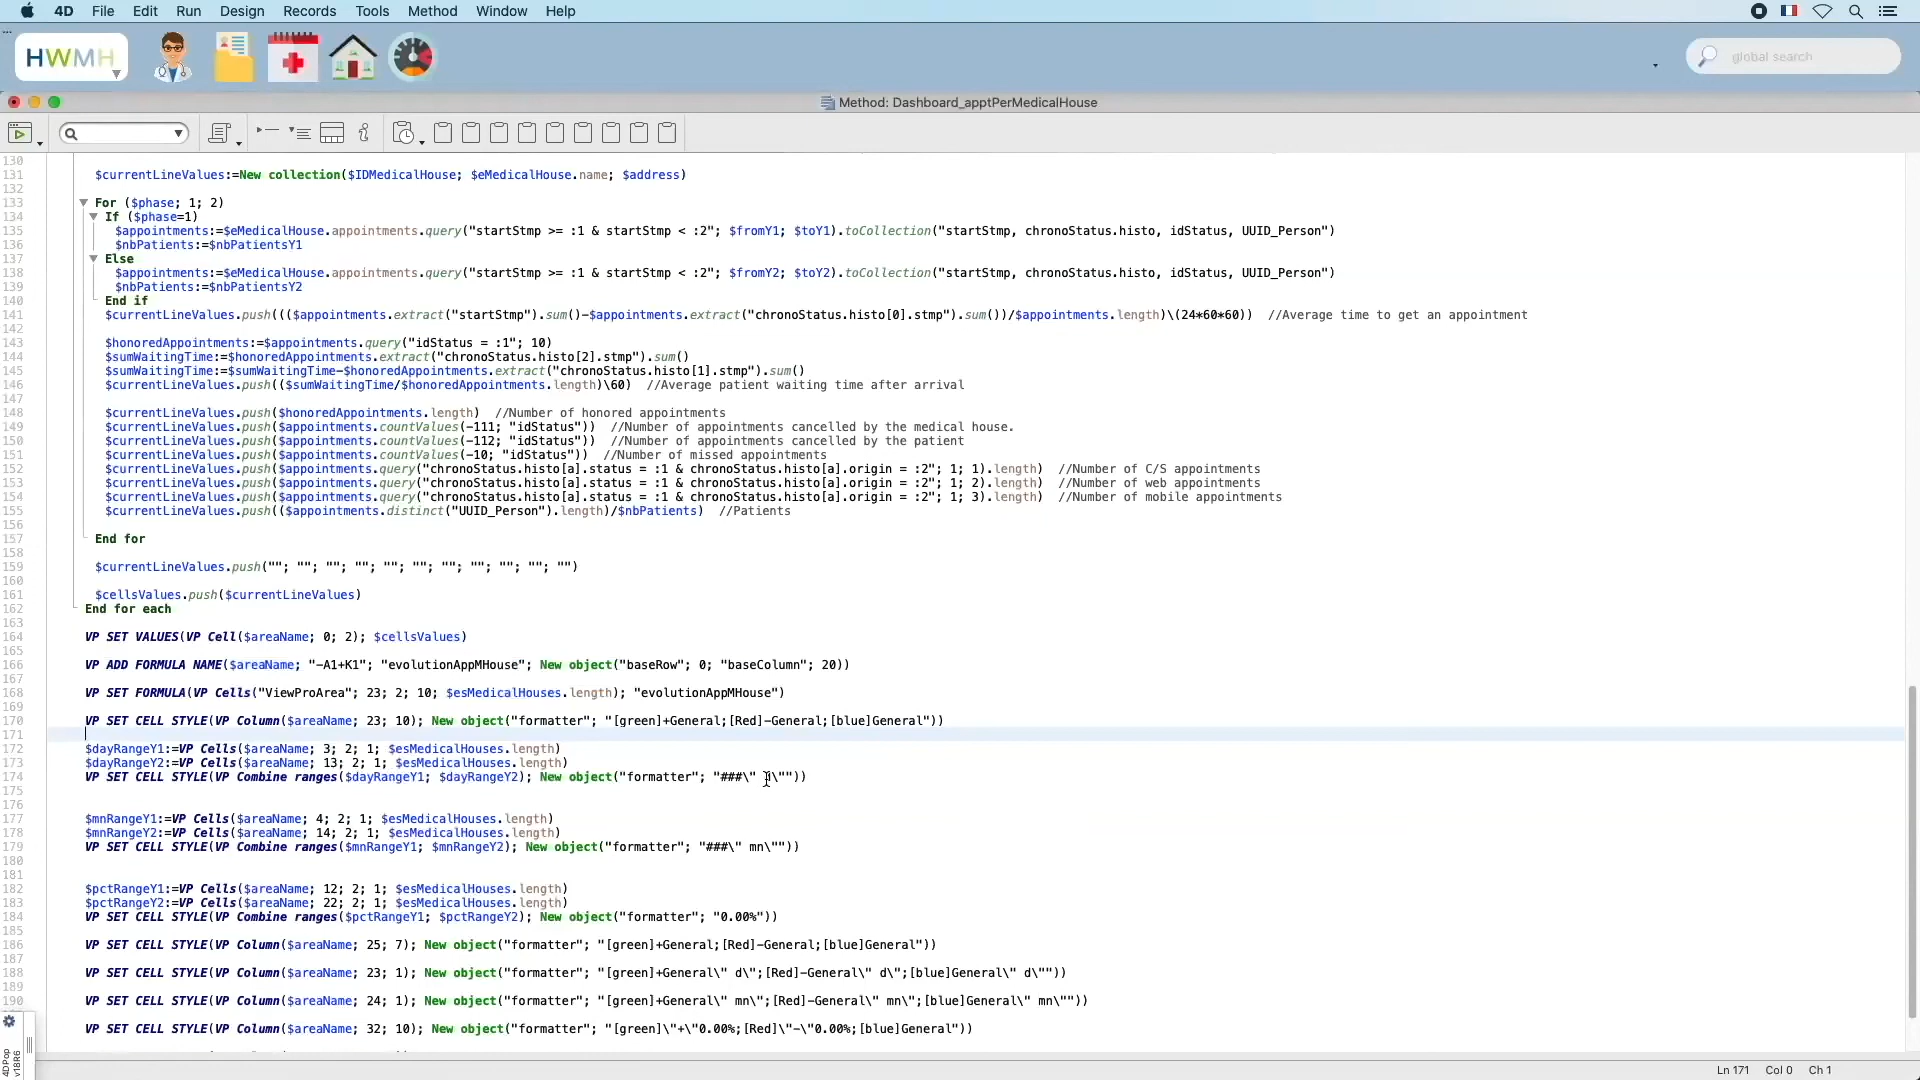 4D File Edit Run Design Records Tools Method Window Help
HWMH
global search
Method: Dashboard_apptPerMedicalHouse
130
131 $currentLineValues:=New collection($IDMedicalHouse; $eMedicalHouse.name; $address)
132
133 For ($phase; 1; 2)
134 If ($phase=1)
135 $appointments:=$eMedicalHouse.appointments.query("startStmp >= :1 & startStmp < :2"; $fromY1; $toY1).toCollection("startStmp, chronoStatus.histo, idStatus, UUID_Person")
136 $nbPatients:=$nbPatientsY1
137 Else
138 $appointments:=$eMedicalHouse.appointments.query("startStmp >= :1 & startStmp < :2"; $fromY2; $toY2).toCollection("startStmp, chronoStatus.histo, idStatus, UUID_Person")
139 $nbPatients:=$nbPatientsY2
140 End if
141 $currentLineValues.push((($appointments.extract("startStmp").sum()-$appointments.extract("chronoStatus.histo[0].stmp").sum())/$appointments.length)\(24*60*60)) //Average time to get an appointment
142
143 $honoredAppointments:=$appointments.query("idStatus = :1"; 10)
144 $sumWaitingTime:=$honoredAppointments.extract("chronoStatus.histo[2].stmp").sum()
145 $sumWaitingTime:=$sumWaitingTime-$honoredAppointments.extract("chronoStatus.histo[1].stmp").sum()
146 $currentLineValues.push(($sumWaitingTime/$honoredAppointments.length)\60) //Average patient waiting time after arrival
147
148 $currentLineValues.push($honoredAppointments.length) //Number of honored appointments
149 $currentLineValues.push($appointments.countValues(-111; "idStatus")) //Number of appointments cancelled by the medical house.
150 $currentLineValues.push($appointments.countValues(-112; "idStatus")) //Number of appointments cancelled by the patient
151 $currentLineValues.push($appointments.countValues(-10; "idStatus")) //Number of missed appointments
152 $currentLineValues.push($appointments.query("chronoStatus.histo[a].status = :1 & chronoStatus.histo[a].origin = :2"; 1; 1).length) //Number of C/S appointments
153 $currentLineValues.push($appointments.query("chronoStatus.histo[a].status = :1 & chronoStatus.histo[a].origin = :2"; 1; 2).length) //Number of web appointments
154 $currentLineValues.push($appointments.query("chronoStatus.histo[a].status = :1 & chronoStatus.histo[a].origin = :2"; 1; 3).length) //Number of mobile appointments
155 $currentLineValues.push(($appointments.distinct("UUID_Person").length)/$nbPatients) //Patients
156
157 End for
158
159 $currentLineValues.push(""; ""; ""; ""; ""; ""; ""; ""; ""; ""; "")
160
161 $cellsValues.push($currentLineValues)
162 End for each
163
164 VP SET VALUES(VP Cell($areaName; 0; 2); $cellsValues)
165
166 VP ADD FORMULA NAME($areaName; "-A1+K1"; "evolutionAppMHouse"; New object("baseRow"; 0; "baseColumn"; 20))
167
168 VP SET FORMULA(VP Cells("ViewProArea"; 23; 2; 10; $esMedicalHouses.length); "evolutionAppMHouse")
169
170 VP SET CELL STYLE(VP Column($areaName; 23; 10); New object("formatter"; "[green]+General;[Red]-General;[blue]General"))
171
172 $dayRangeY1:=VP Cells($areaName; 3; 2; 1; $esMedicalHouses.length)
173 $dayRangeY2:=VP Cells($areaName; 13; 2; 1; $esMedicalHouses.length)
174 VP SET CELL STYLE(VP Combine ranges($dayRangeY1; $dayRangeY2); New object("formatter"; "###\" d\""))
175
176
177 $mnRangeY1:=VP Cells($areaName; 4; 2; 1; $esMedicalHouses.length)
178 $mnRangeY2:=VP Cells($areaName; 14; 2; 1; $esMedicalHouses.length)
179 VP SET CELL STYLE(VP Combine ranges($mnRangeY1; $mnRangeY2); New object("formatter"; "###\" mn\""))
180
181
182 $pctRangeY1:=VP Cells($areaName; 12; 2; 1; $esMedicalHouses.length)
183 $pctRangeY2:=VP Cells($areaName; 22; 2; 1; $esMedicalHouses.length)
184 VP SET CELL STYLE(VP Combine ranges($pctRangeY1; $pctRangeY2); New object("formatter"; "0.00%"))
185
186 VP SET CELL STYLE(VP Column($areaName; 25; 7); New object("formatter"; "[green]+General;[Red]-General;[blue]General"))
187
188 VP SET CELL STYLE(VP Column($areaName; 23; 1); New object("formatter"; "[green]+General\" d\";[Red]-General\" d\";[blue]General\" d\""))
189
190 VP SET CELL STYLE(VP Column($areaName; 24; 1); New object("formatter"; "[green]+General\" mn\";[Red]-General\" mn\";[blue]General\" mn\""))
VP SET CELL STYLE(VP Column($areaName; 32; 10); New object("formatter"; "[green]\"+\"0.00%;[Red]\"-\"0.00%;[blue]General"))
4DPop
v18R6
Ln 171 Col 0 Ch 1